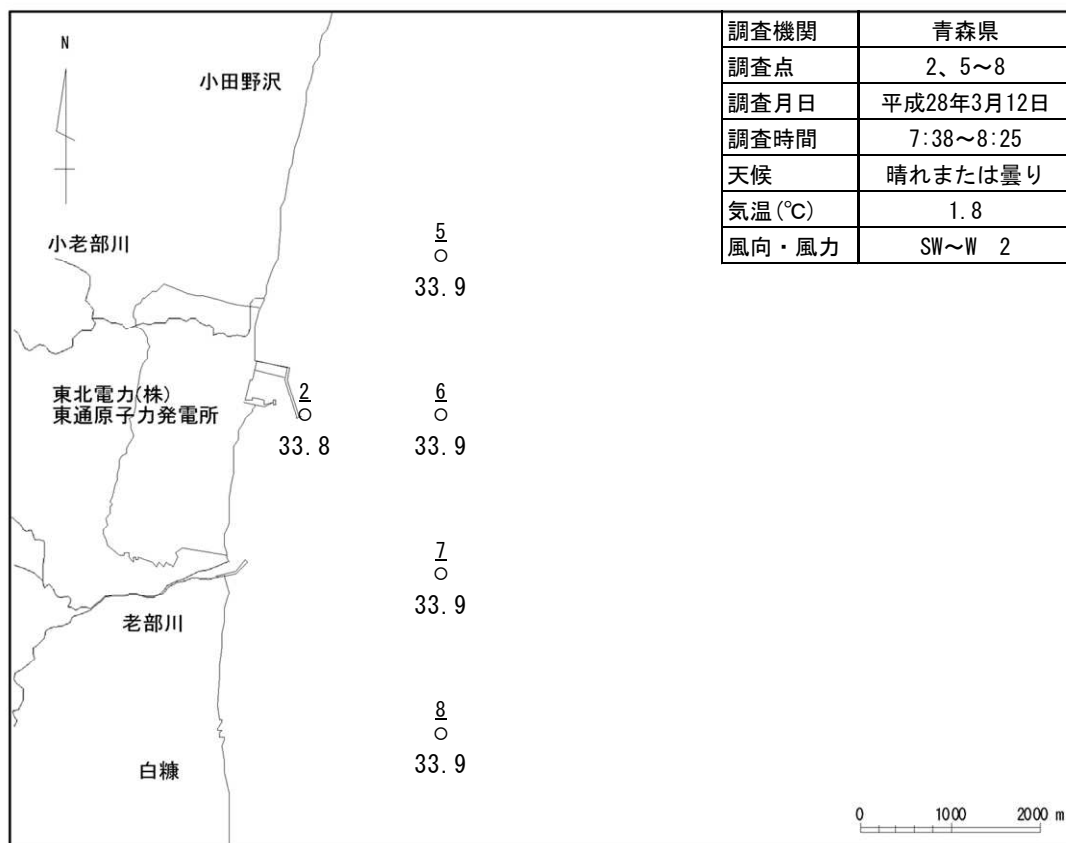 調査機関 青森県
調査点 2、5～8
調査月日 平成28年3月12日
調査時間 7:38～8:25
天候 晴れまたは曇り
気温(℃) 1.8
風向・風力 SW～W 2
N
小田野沢
小老部川
5
33.9
東北電力(株)
東通原子力発電所
2
33.8
6
33.9
7
33.9
老部川
8
33.9
白糠
0 1000 2000 m